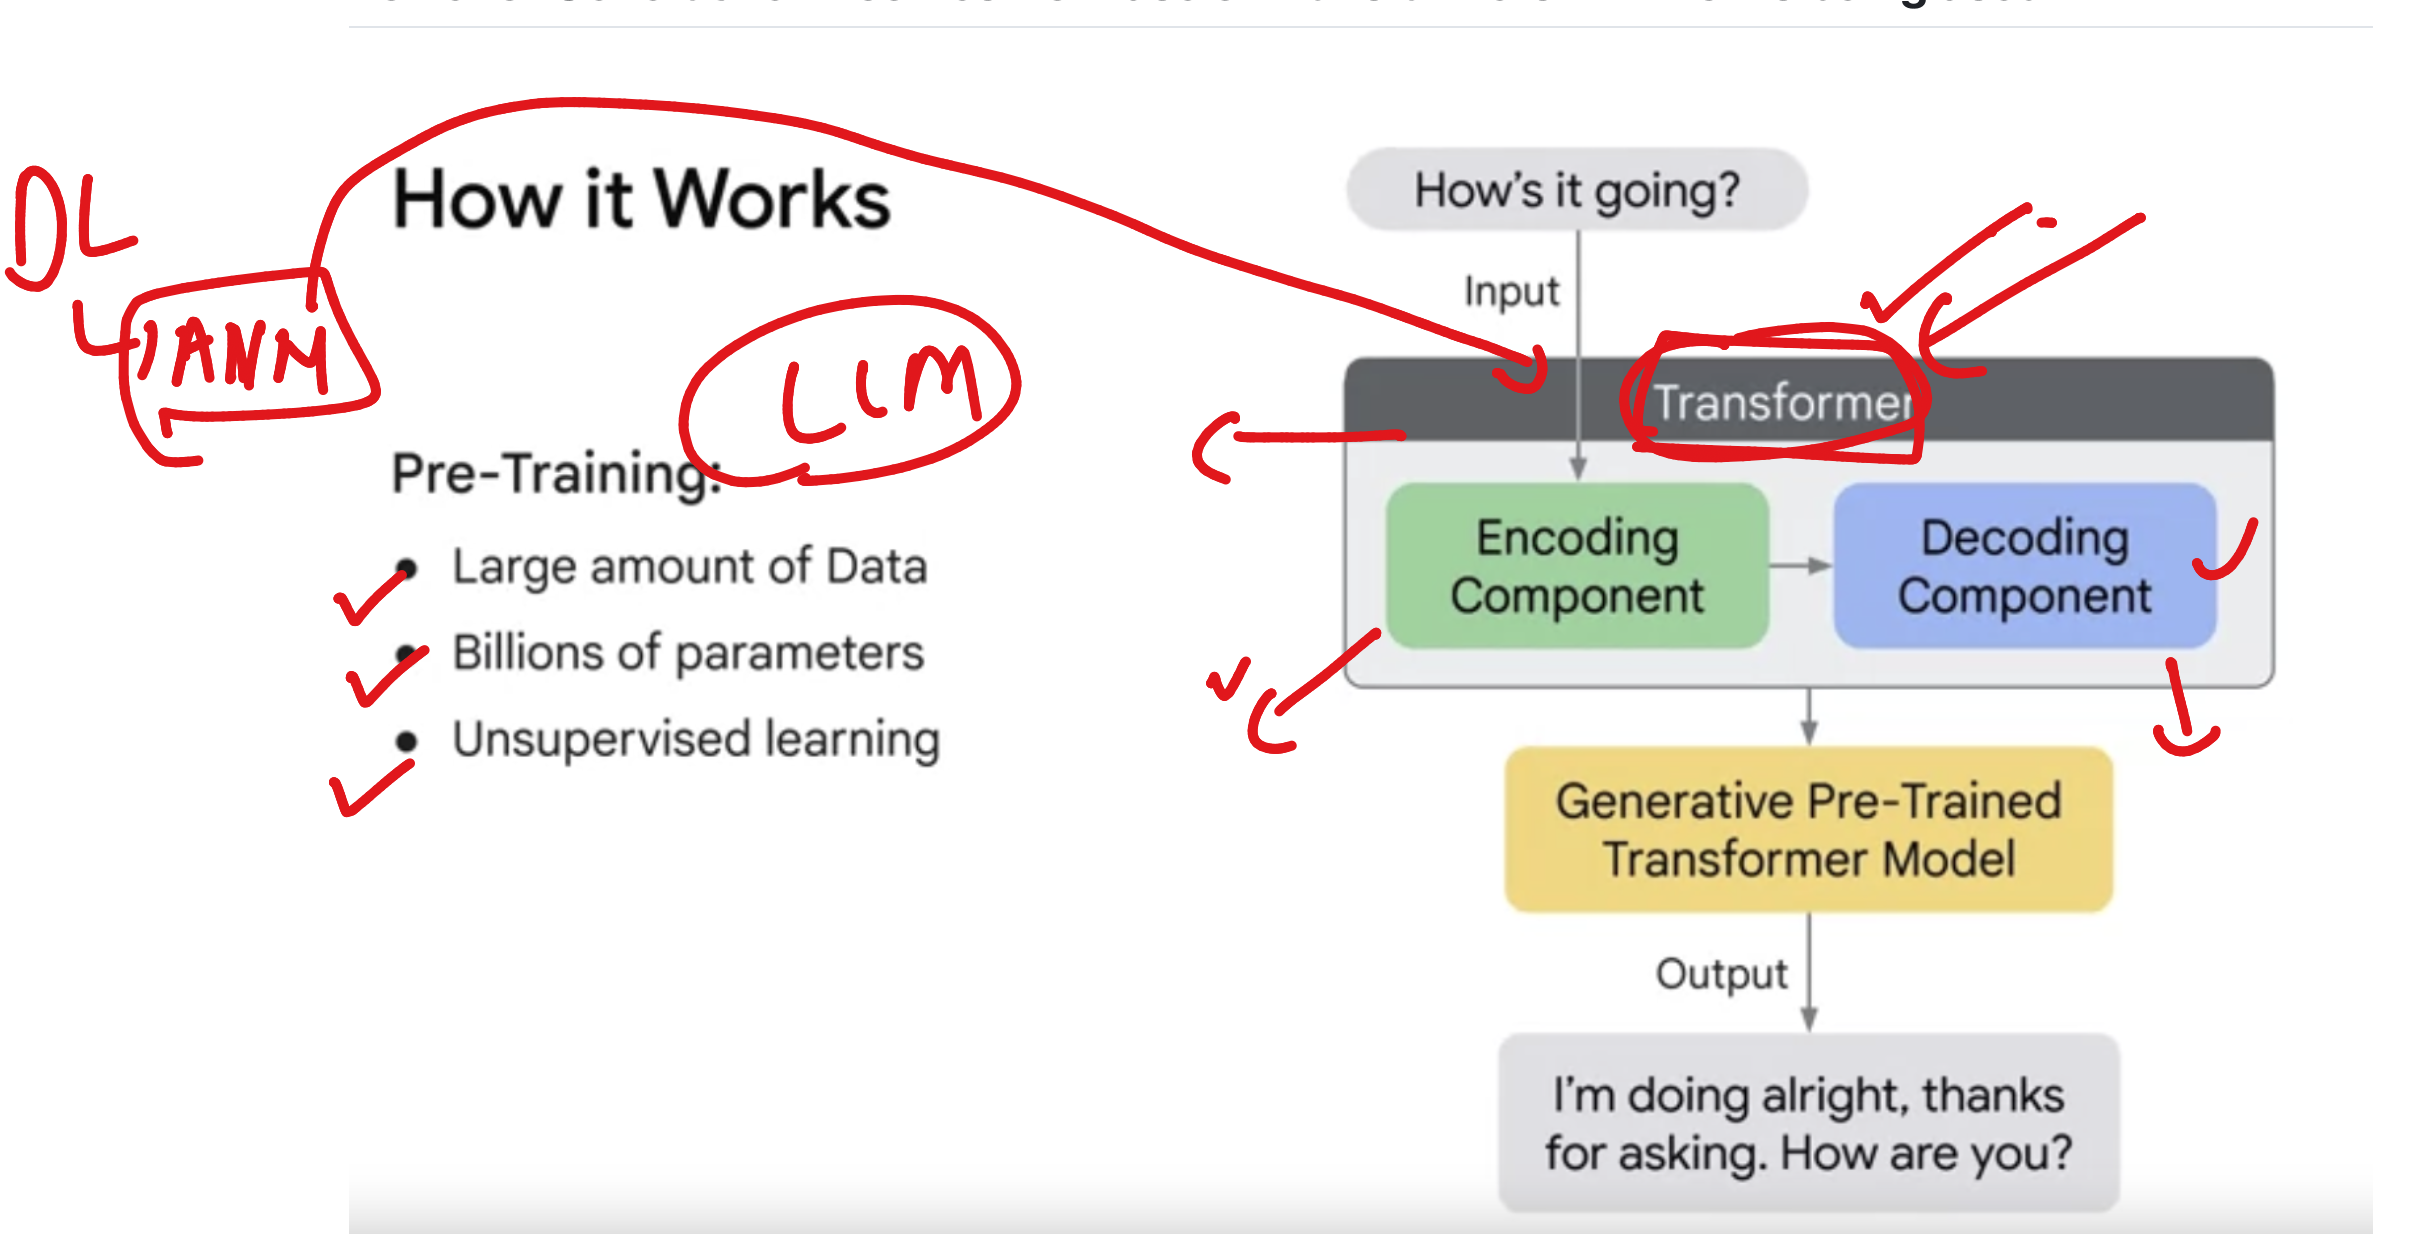 How it Works
DL
ANN
LLM
Pre-Training:
Large amount of Data
Billions of parameters
Unsupervised learning
How's it going?
Input
Transformer
Encoding
Component
Decoding
Component
Generative Pre-Trained
Transformer Model
Output
I'm doing alright, thanks
for asking. How are you?